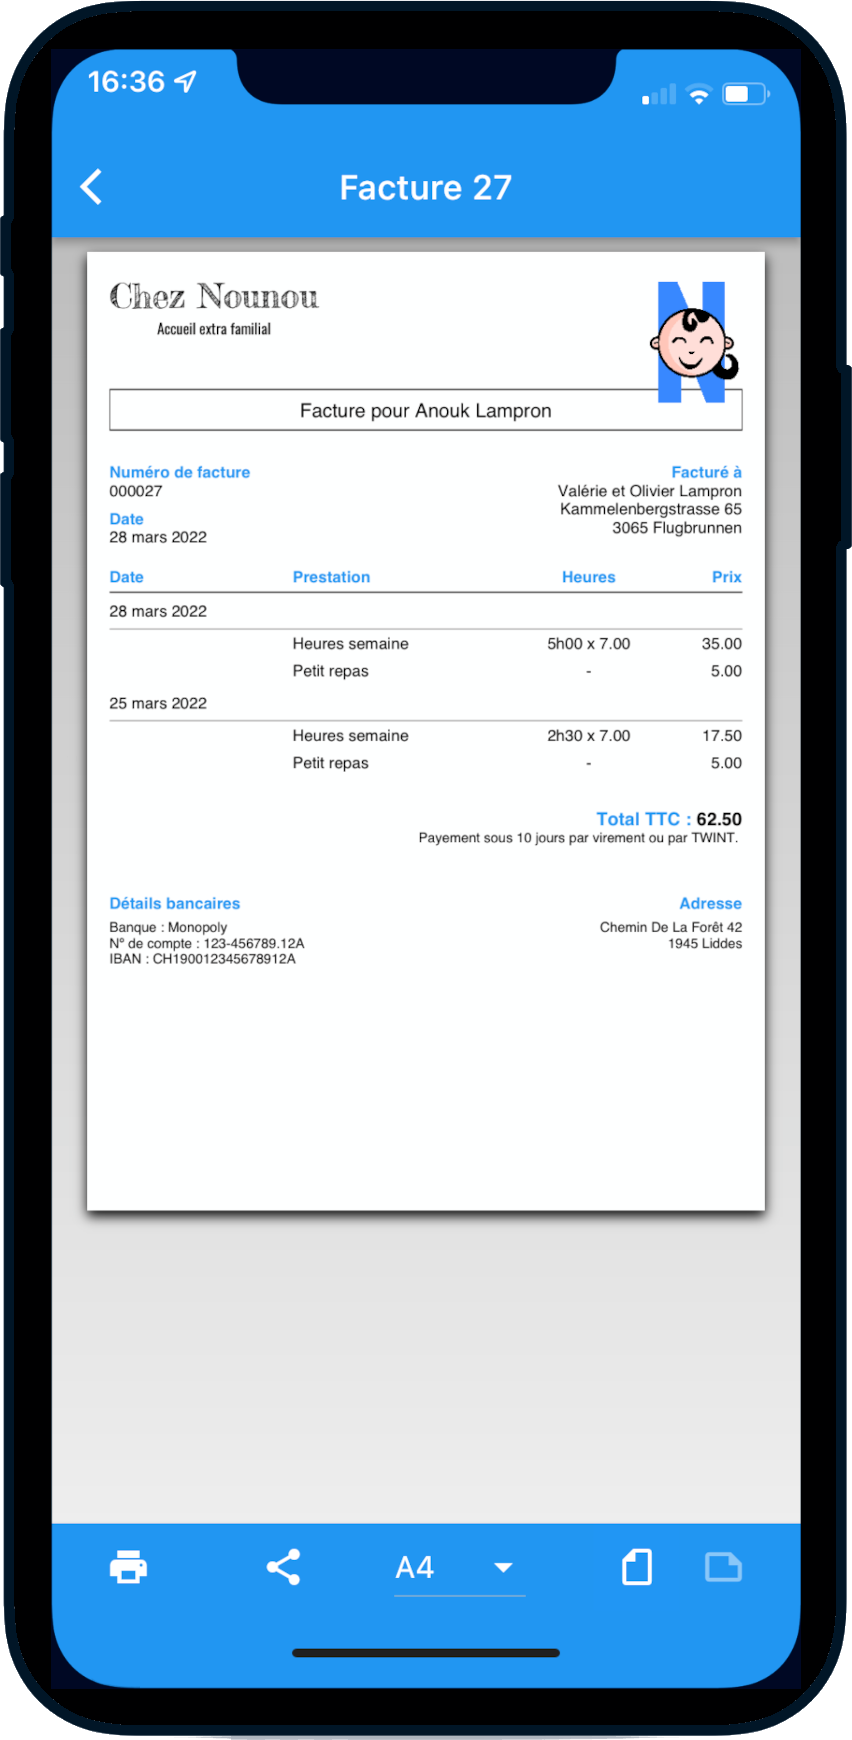 16:36
Facture 27
Chez Nounou
Accueil extra familial
N
Facture pour Anouk Lampron
Numéro de facture
000027
Date
28 mars 2022
Facturé à
Valérie et Olivier Lampron
Kammelenbergstrasse 65
3065 Flugbrunnen
Date Prestation Heures Prix
28 mars 2022
Heures semaine 5h00 x 7.00 35.00
Petit repas - 5.00
25 mars 2022
Heures semaine 2h30 x 7.00 17.50
Petit repas - 5.00
Total TTC : 62.50
Payement sous 10 jours par virement ou par TWINT.
Détails bancaires
Banque : Monopoly
N° de compte : 123-456789.12A
IBAN : CH190012345678912A
Adresse
Chemin De La Forêt 42
1945 Liddes
A4